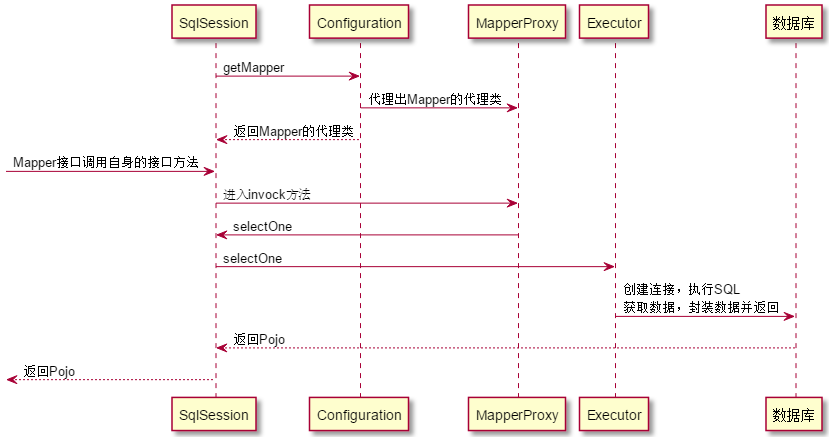 SqlSession
Configuration
MapperProxy
Executor
数据库
getMapper
代理出Mapper的代理类
返回Mapper的代理类
Mapper接口调用自身的接口方法
进入invock方法
selectOne
selectOne
创建连接，执行SQL
获取数据，封装数据并返回
返回Pojo
返回Pojo
SqlSession
Configuration
MapperProxy
Executor
数据库